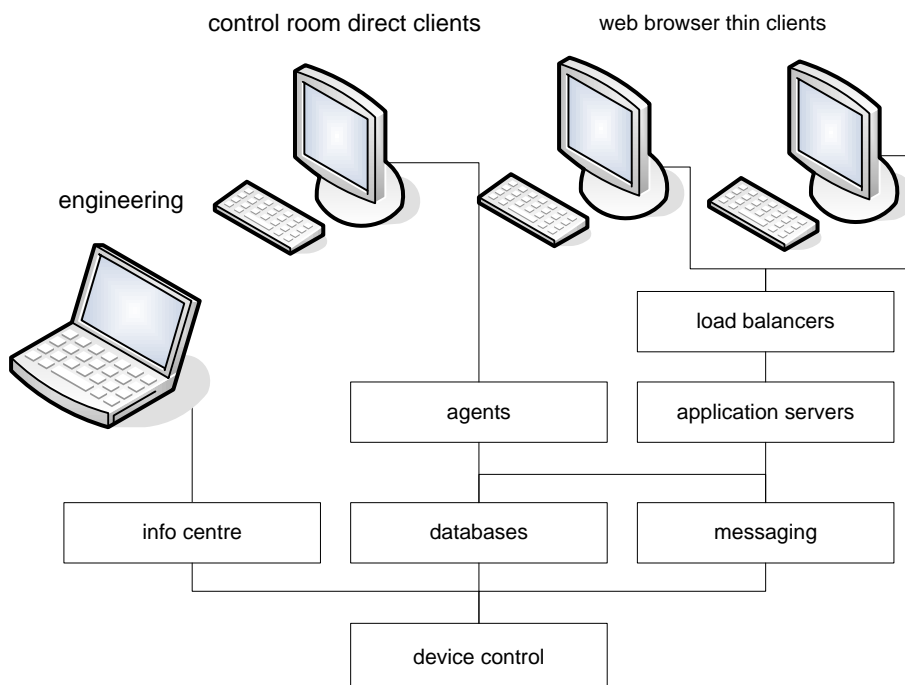 control room direct clients
web browser thin clients
engineering
load balancers
agents
application servers
info centre
databases
messaging
device control